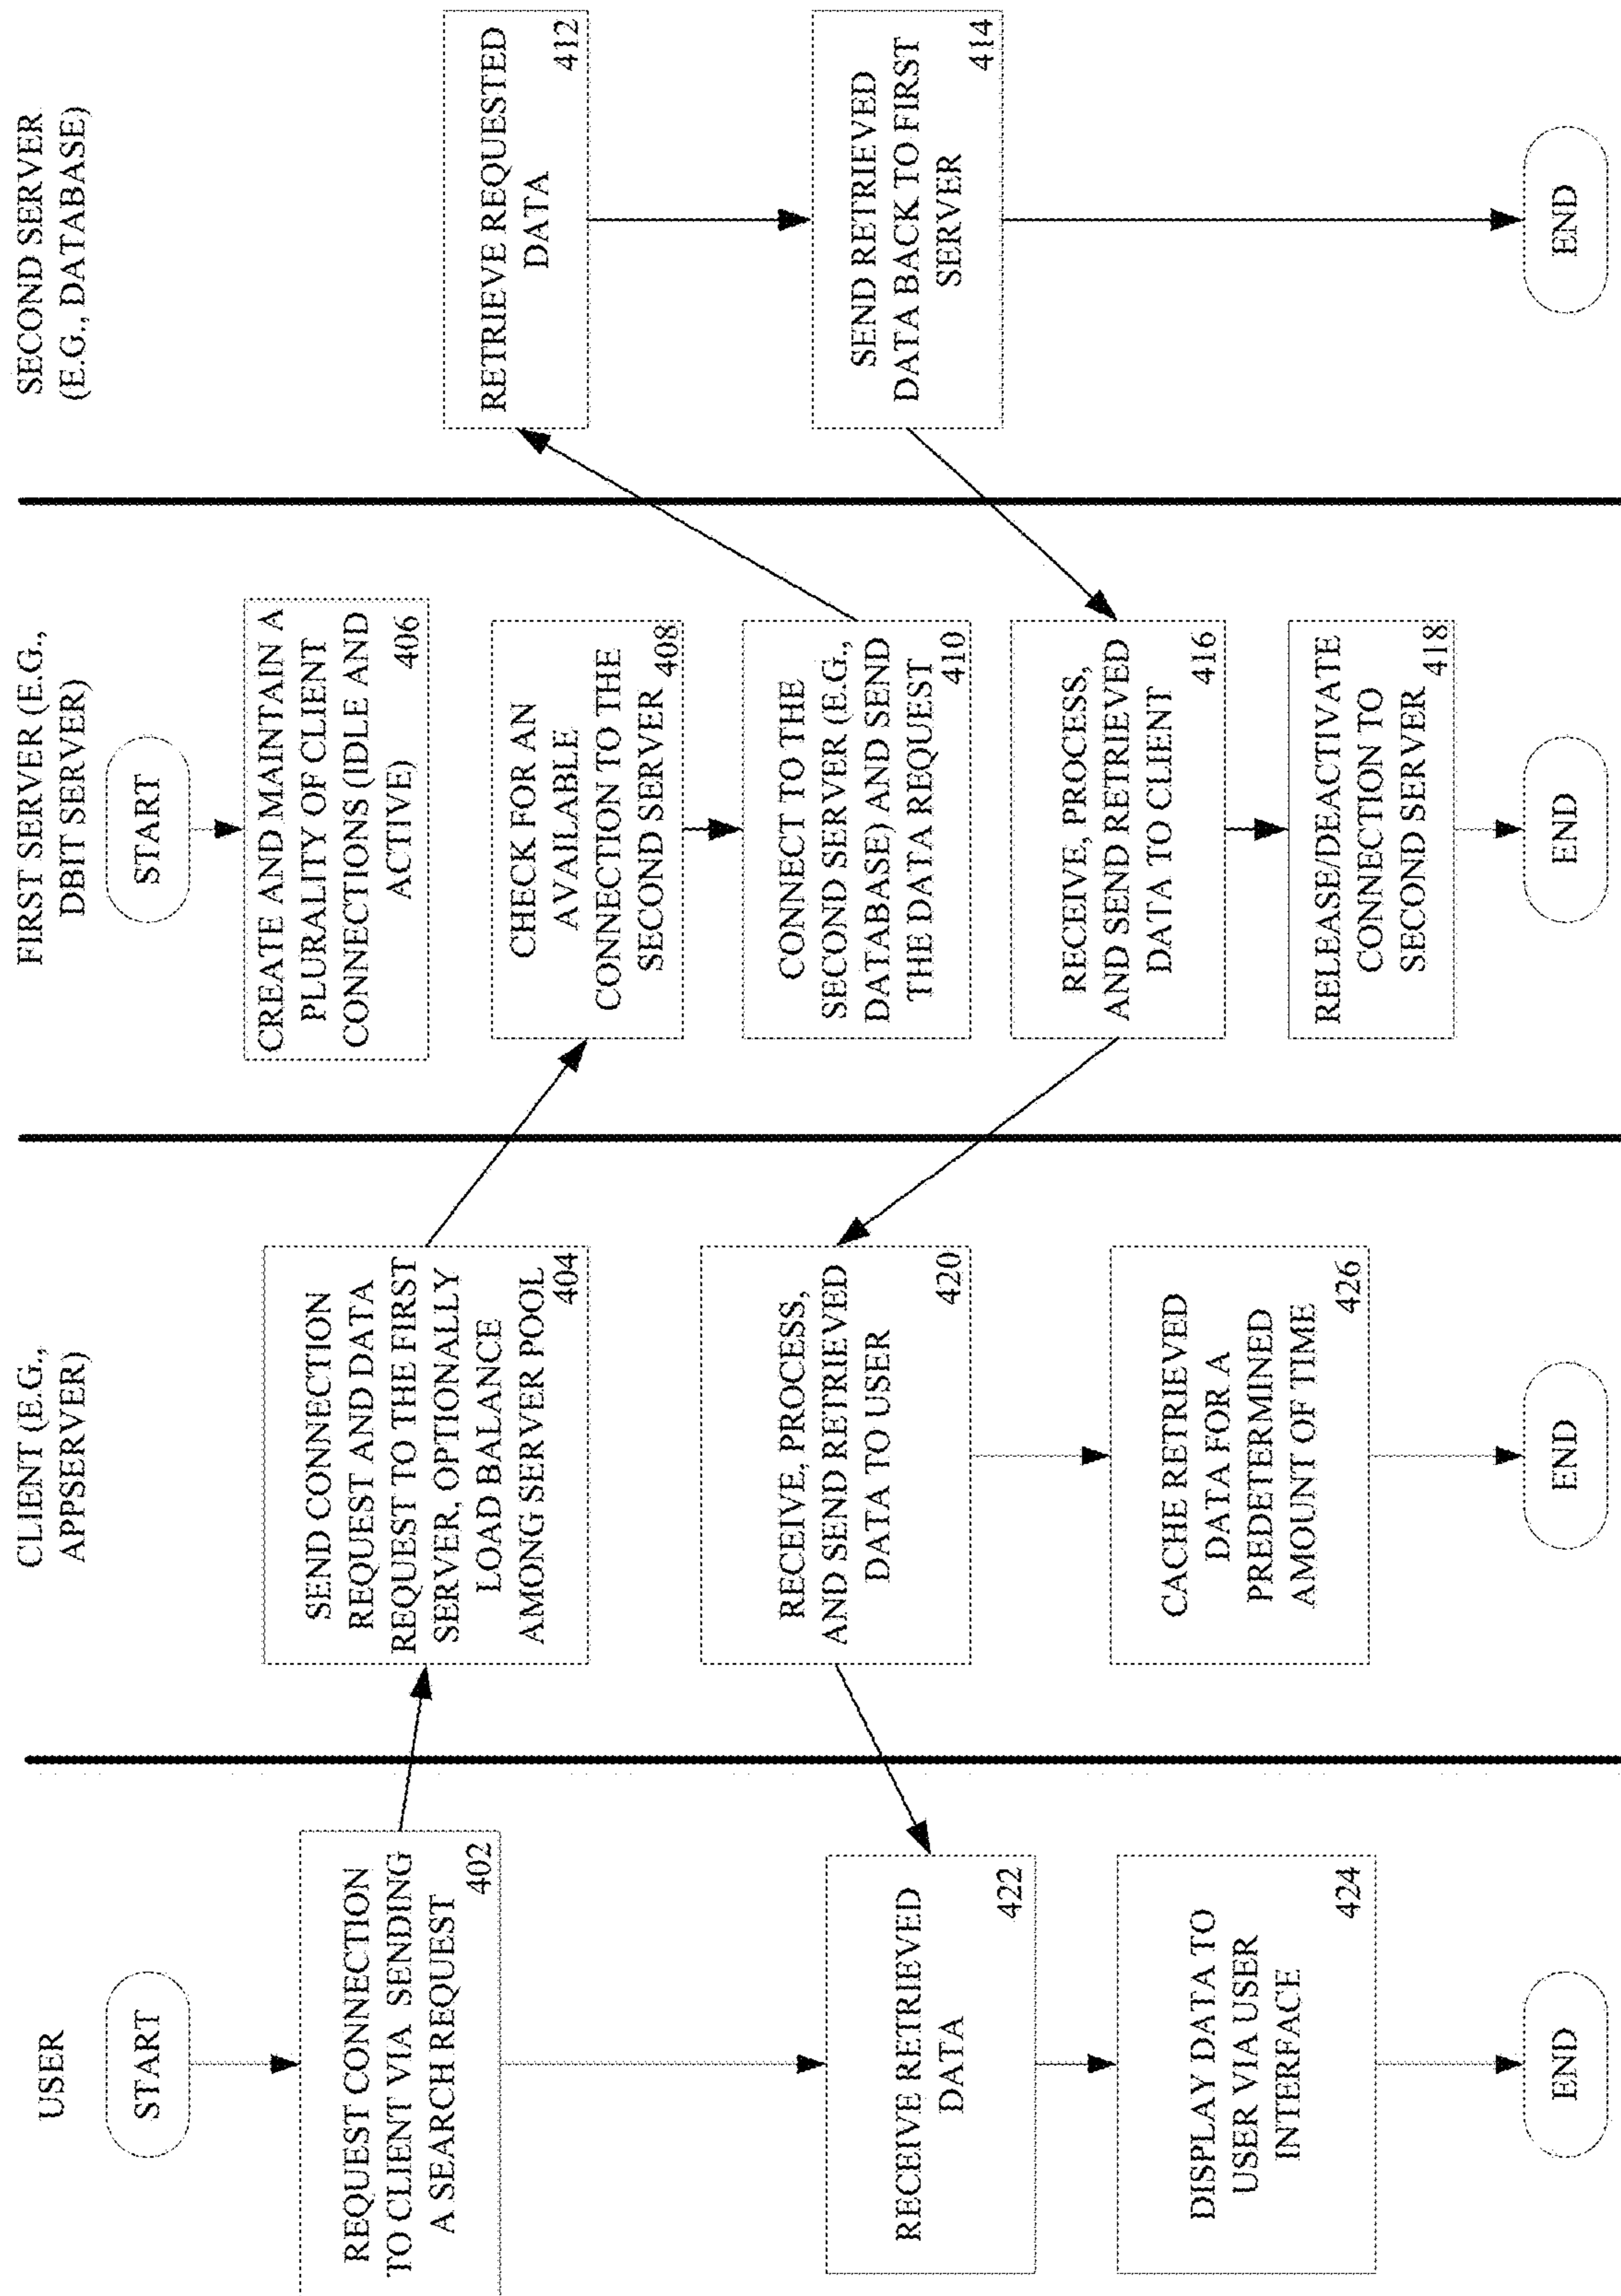 USER
START
REQUEST CONNECTION
TO CLIENT VIA SENDING
A SEARCH REQUEST
402
RECEIVE RETRIEVED
DATA
422
DISPLAY DATA TO
USER VIA USER
INTERFACE
424
END
CLIENT (E.G.,
APPSERVER)
SEND CONNECTION
REQUEST AND DATA
REQUEST TO THE FIRST
SERVER, OPTIONALLY
LOAD BALANCE
AMONG SERVER POOL
404
RECEIVE, PROCESS,
AND SEND RETRIEVED
DATA TO USER
420
CACHE RETRIEVED
DATA FOR A
PREDETERMINED
AMOUNT OF TIME
426
END
FIRST SERVER (E.G.,
DBIT SERVER)
START
CREATE AND MAINTAIN A
PLURALITY OF CLIENT
CONNECTIONS (IDLE AND
ACTIVE)
406
CHECK FOR AN
AVAILABLE
CONNECTION TO THE
SECOND SERVER
408
CONNECT TO THE
SECOND SERVER (E.G.,
DATABASE) AND SEND
THE DATA REQUEST
410
RECEIVE, PROCESS,
AND SEND RETRIEVED
DATA TO CLIENT
416
RELEASE/DEACTIVATE
CONNECTION TO
SECOND SERVER
418
END
SECOND SERVER
(E.G., DATABASE)
RETRIEVE REQUESTED
DATA
412
SEND RETRIEVED
DATA BACK TO FIRST
SERVER
414
END